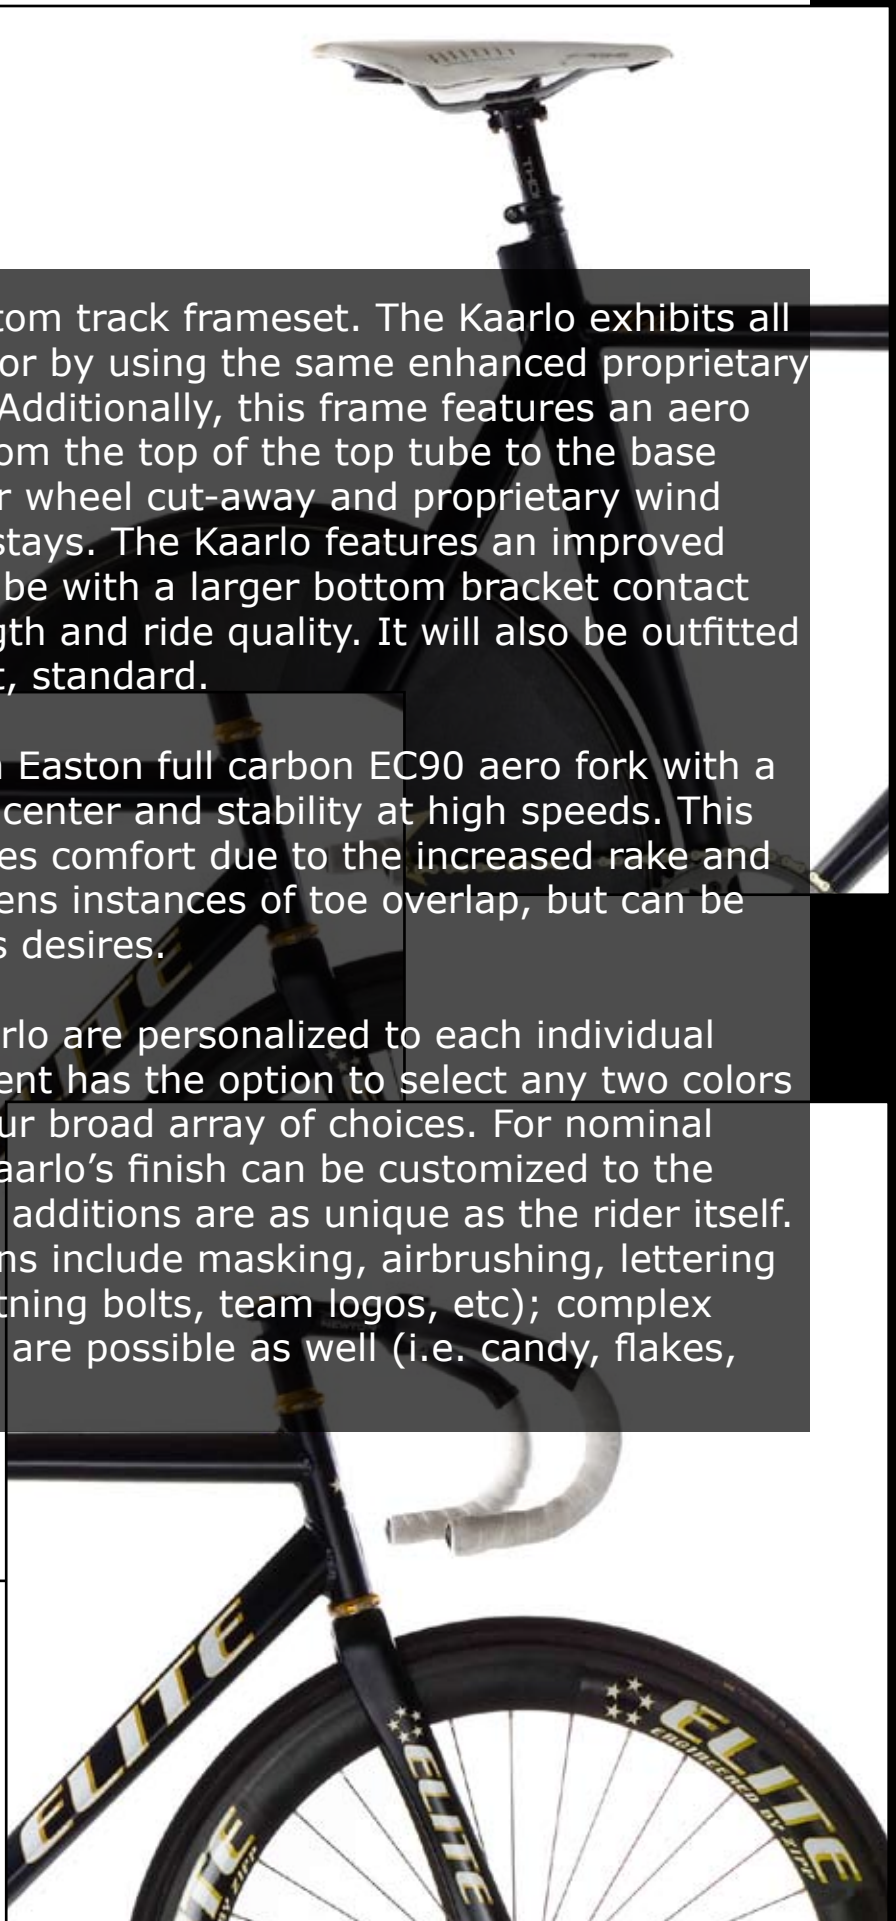 tom track frameset. The Kaarlo exhibits all
or by using the same enhanced proprietary
Additionally, this frame features an aero
om the top of the top tube to the base
r wheel cut-away and proprietary wind
stays. The Kaarlo features an improved
be with a larger bottom bracket contact
gth and ride quality. It will also be outfitted
t, standard.
n Easton full carbon EC90 aero fork with a
center and stability at high speeds. This
es comfort due to the increased rake and
ens instances of toe overlap, but can be
s desires.
rlo are personalized to each individual
ent has the option to select any two colors
ur broad array of choices. For nominal
aarlo’s finish can be customized to the
additions are as unique as the rider itself.
ns include masking, airbrushing, lettering
tning bolts, team logos, etc); complex
are possible as well (i.e. candy, flakes,
ELITE
ELITE
ELITE
ENGINEERED BY ZIPP
ITE
BY ZIPP